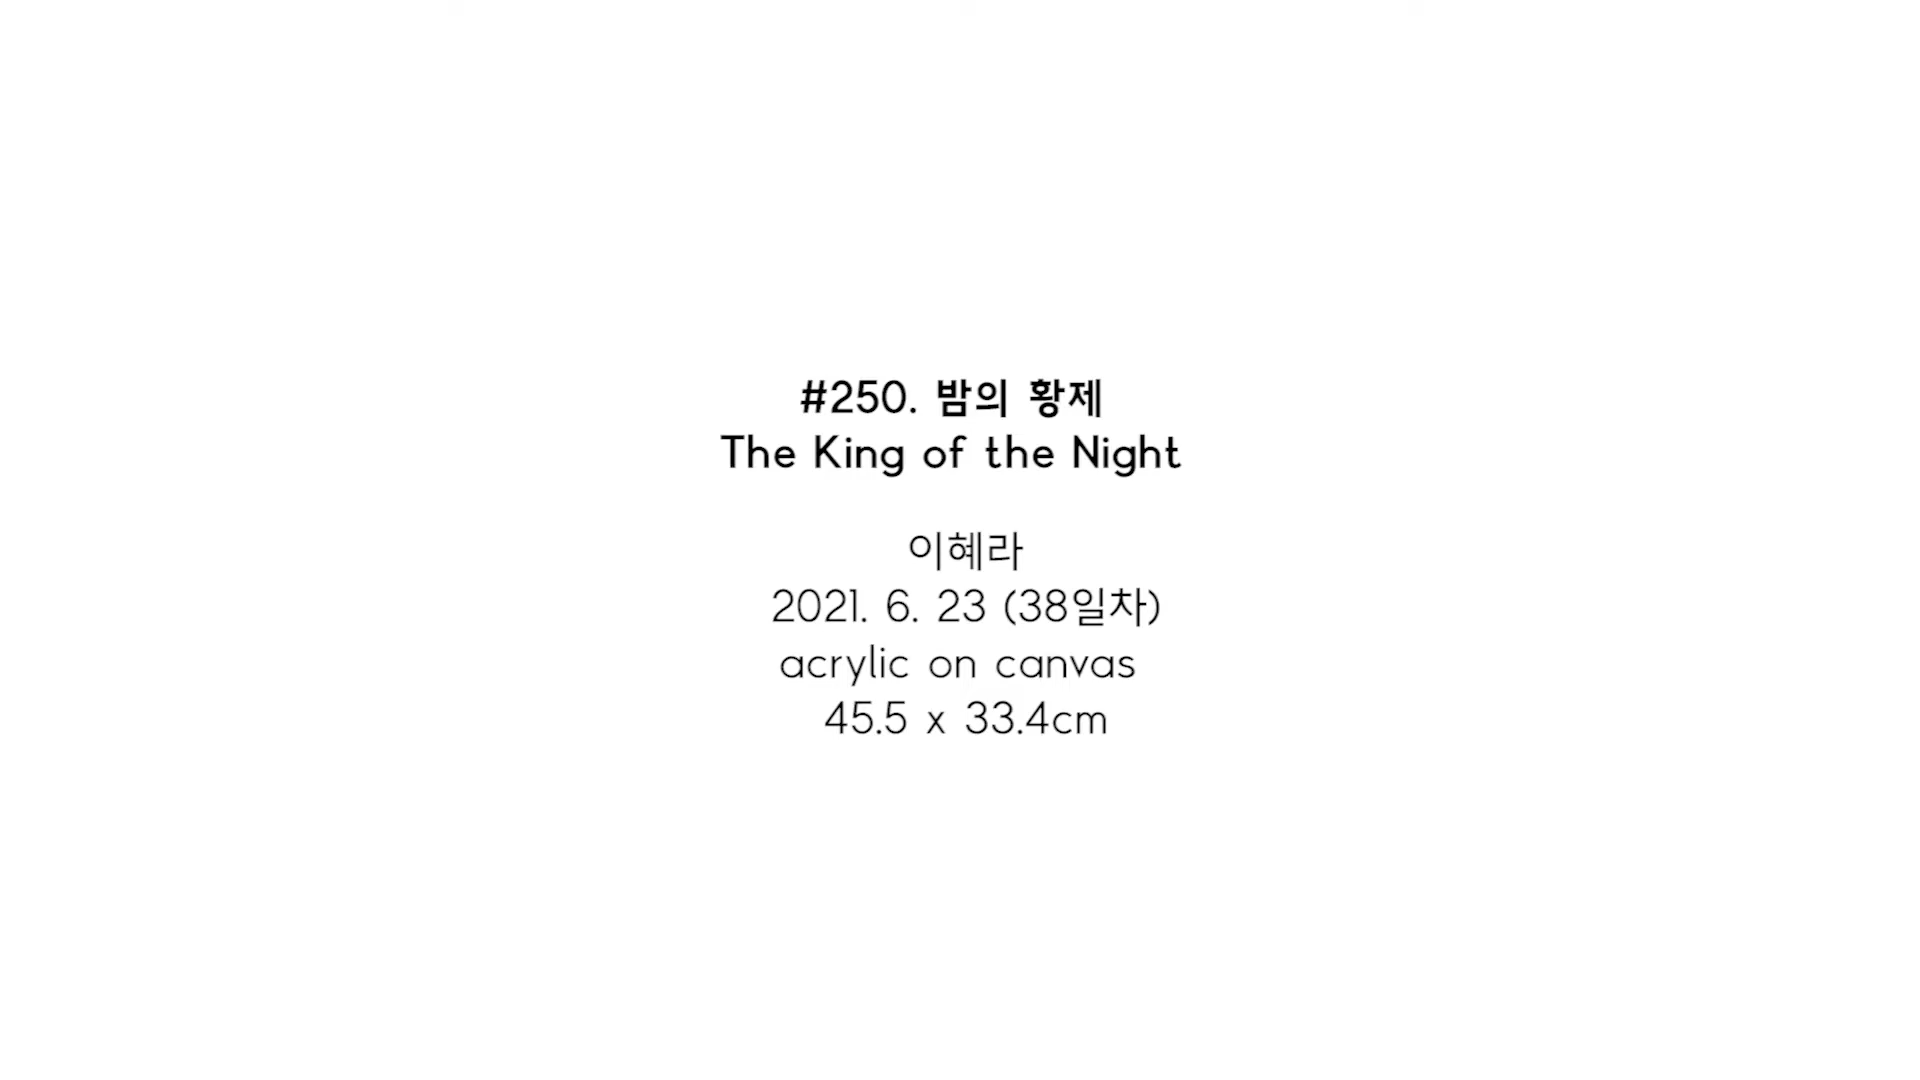 #250. 밤의 황제
The King of the Night
이혜라
2021. 6. 23 (38일차)
acrylic on canvas
45.5 x 33.4cm